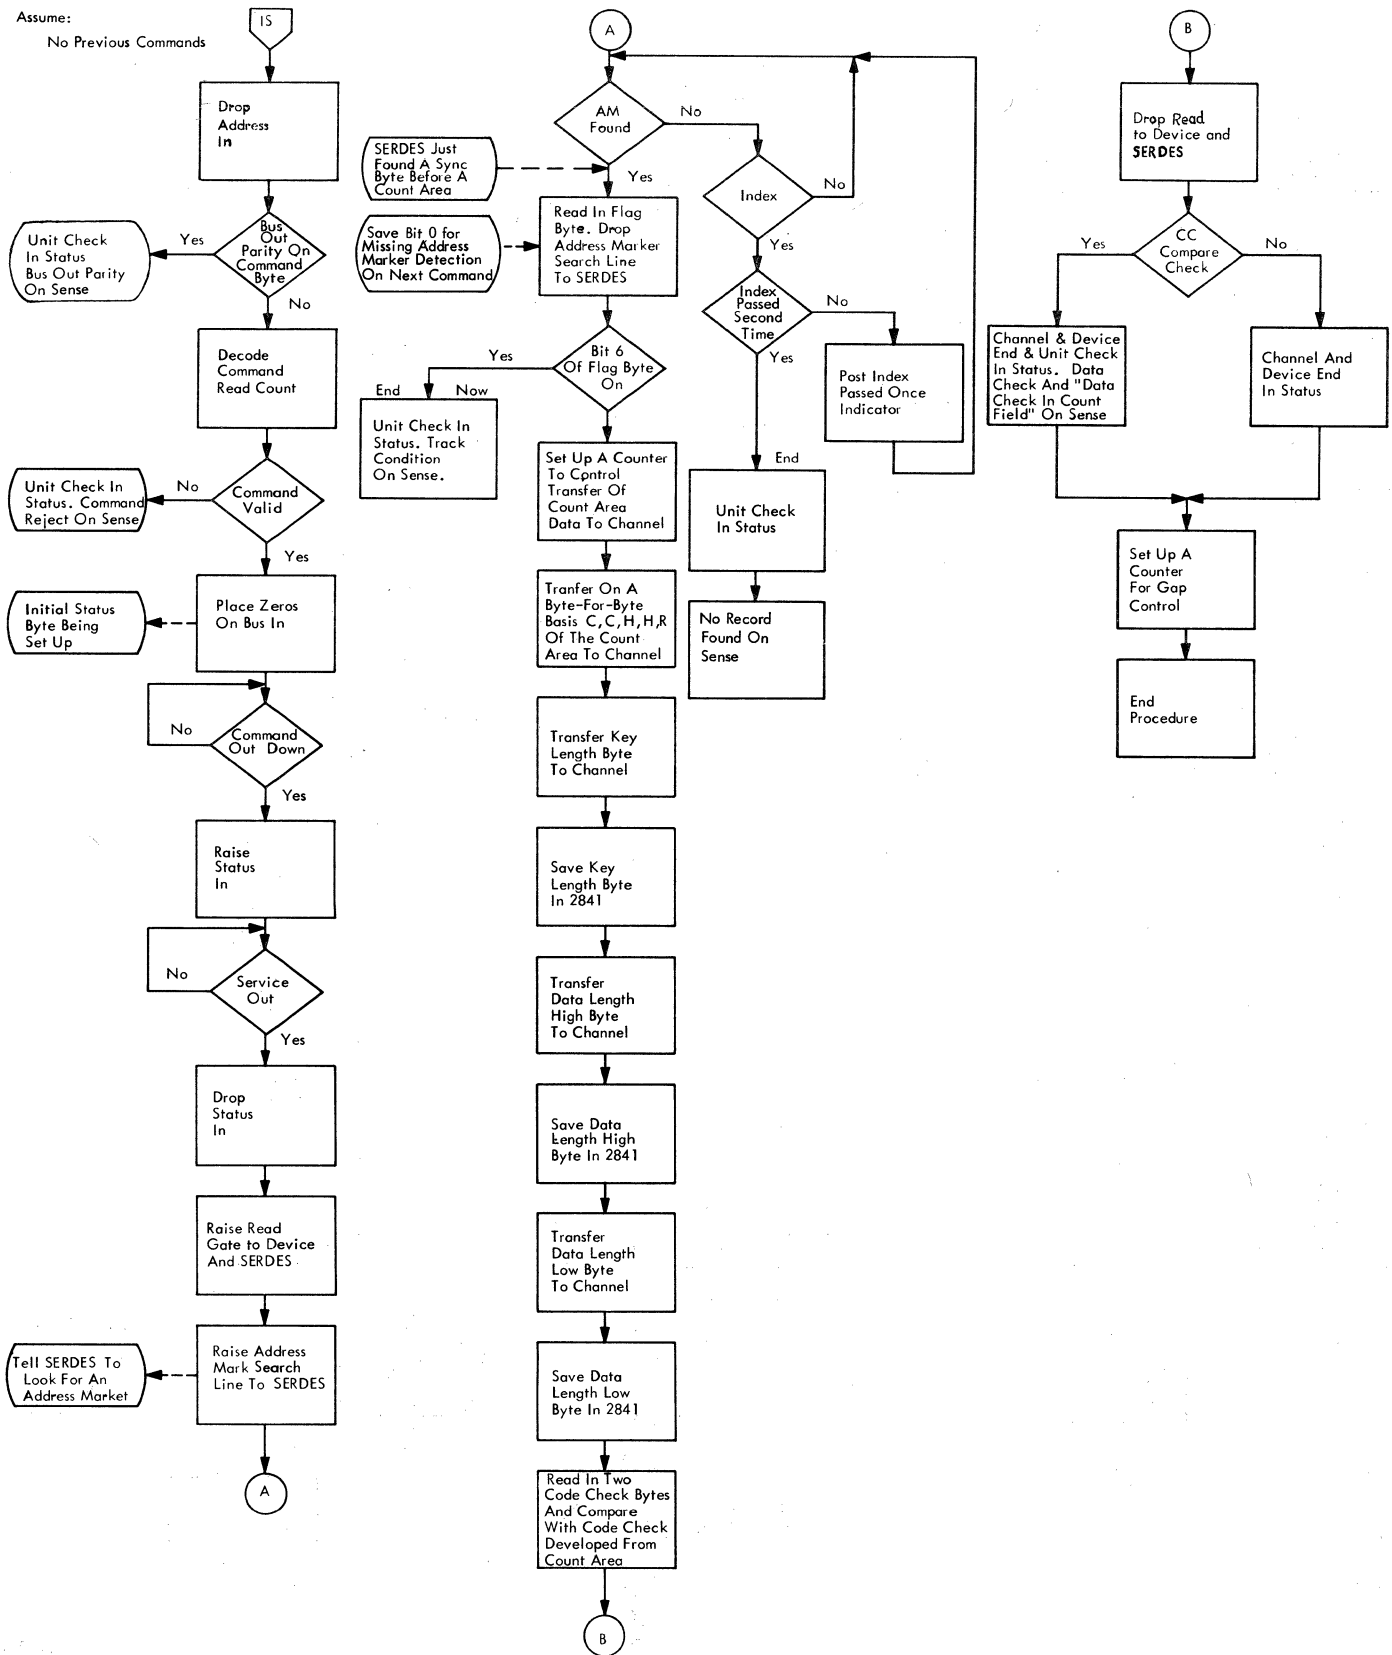 Assume:
No Previous Commands
IS
Drop
Address
In
Bus
Out
Parity On
Command
Byte
Yes
Unit Check
In Status
Bus Out Parity
On Sense
No
Decode
Command
Read Count
Command
Valid
No
Unit Check In
Status. Command
Reject On Sense
Yes
Place Zeros
On Bus In
Initial Status
Byte Being
Set Up
Command
Out Down
No
Yes
Raise
Status
In
Service
Out
No
Yes
Drop
Status
In
Raise Read
Gate to Device
And SERDES
Raise Address
Mark Search
Line To SERDES
Tell SERDES To
Look For An
Address Market
A
A
AM
Found
No
SERDES Just
Found A Sync
Byte Before A
Count Area
Yes
Read In Flag
Byte. Drop
Address Marker
Search Line
To SERDES
Save Bit 0 for
Missing Address
Marker Detection
On Next Command
Bit 6
Of Flag Byte
On
Yes
End Now
Unit Check In
Status. Track
Condition
On Sense.
Set Up A Counter
To Control
Transfer Of
Count Area
Data To Channel
Tranfer On A
Byte-For-Byte
Basis C,C,H,H,R
Of The Count
Area To Channel
Transfer Key
Length Byte
To Channel
Save Key
Length Byte
In 2841
Transfer
Data Length
High Byte
To Channel
Save Data
Length High
Byte In 2841
Transfer
Data Length
Low Byte
To Channel
Save Data
Length Low
Byte In 2841
Read In Two
Code Check Bytes
And Compare
With Code Check
Developed From
Count Area
B
Index
No
Yes
Index
Passed
Second
Time
No
Yes
Post Index
Passed Once
Indicator
End
Unit Check
In Status
No Record
Found On
Sense
B
Drop Read
to Device and
SERDES
CC
Compare
Check
Yes
No
Channel & Device
End & Unit Check
In Status. Data
Check And "Data
Check In Count
Field" On Sense
Channel And
Device End
In Status
Set Up A
Counter
For Gap
Control
End
Procedure